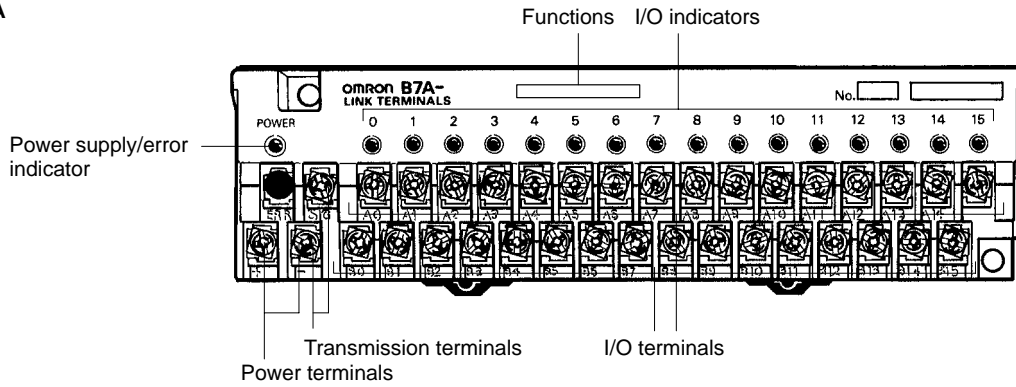 A
Functions I/O indicators
OMRON B7A-
LINK TERMINALS
No.
POWER 0 1 2 3 4 5 6 7 8 9 10 11 12 13 14 15
Power supply/error
indicator
ERR SIG A0 A1 A2 A3 A4 A5 A6 A7 A8 A9 A10 A11 A12 A13 A14
B0 B1 B2 B3 B4 B5 B6 B7 B8 B9 B10 B11 B12 B13 B14 B15
Transmission terminals I/O terminals
Power terminals